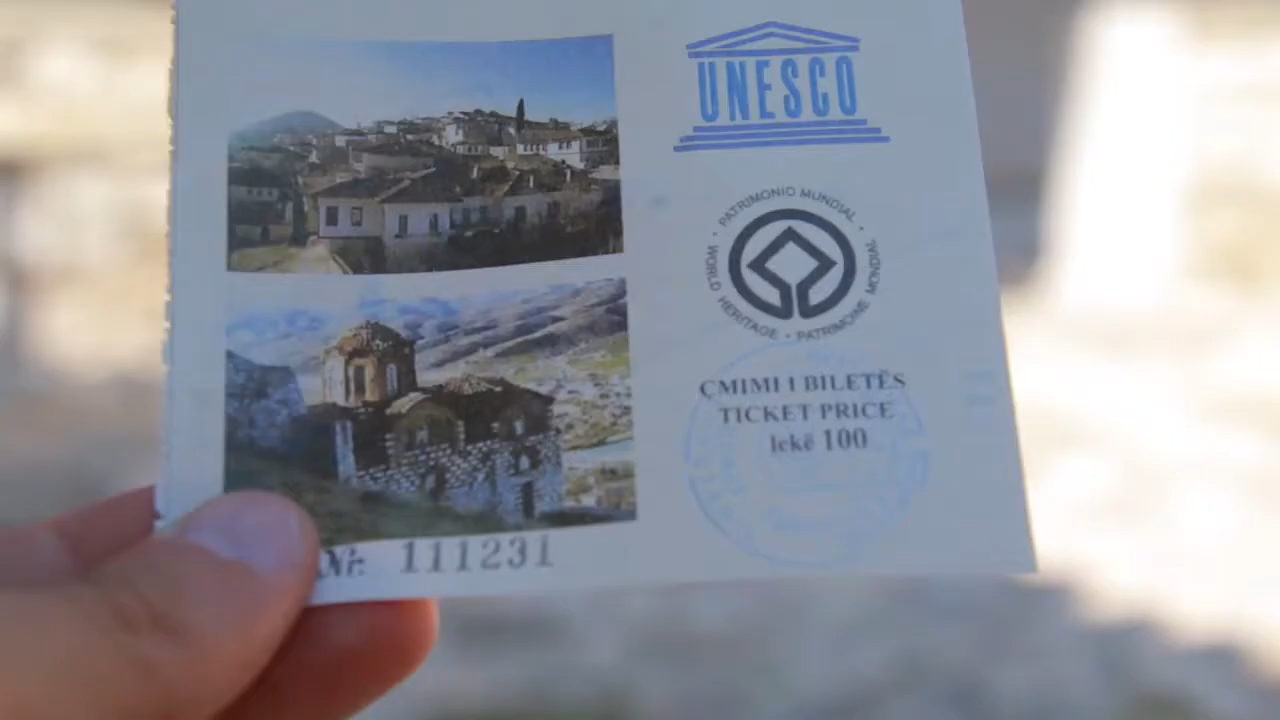 UNESCO
PATRIMONIO MUNDIAL • WORLD HERITAGE • PATRIMOINE MONDIAL •
ÇMIMI I BILETËS
TICKET PRICE
lekë 100
Nr. 111231